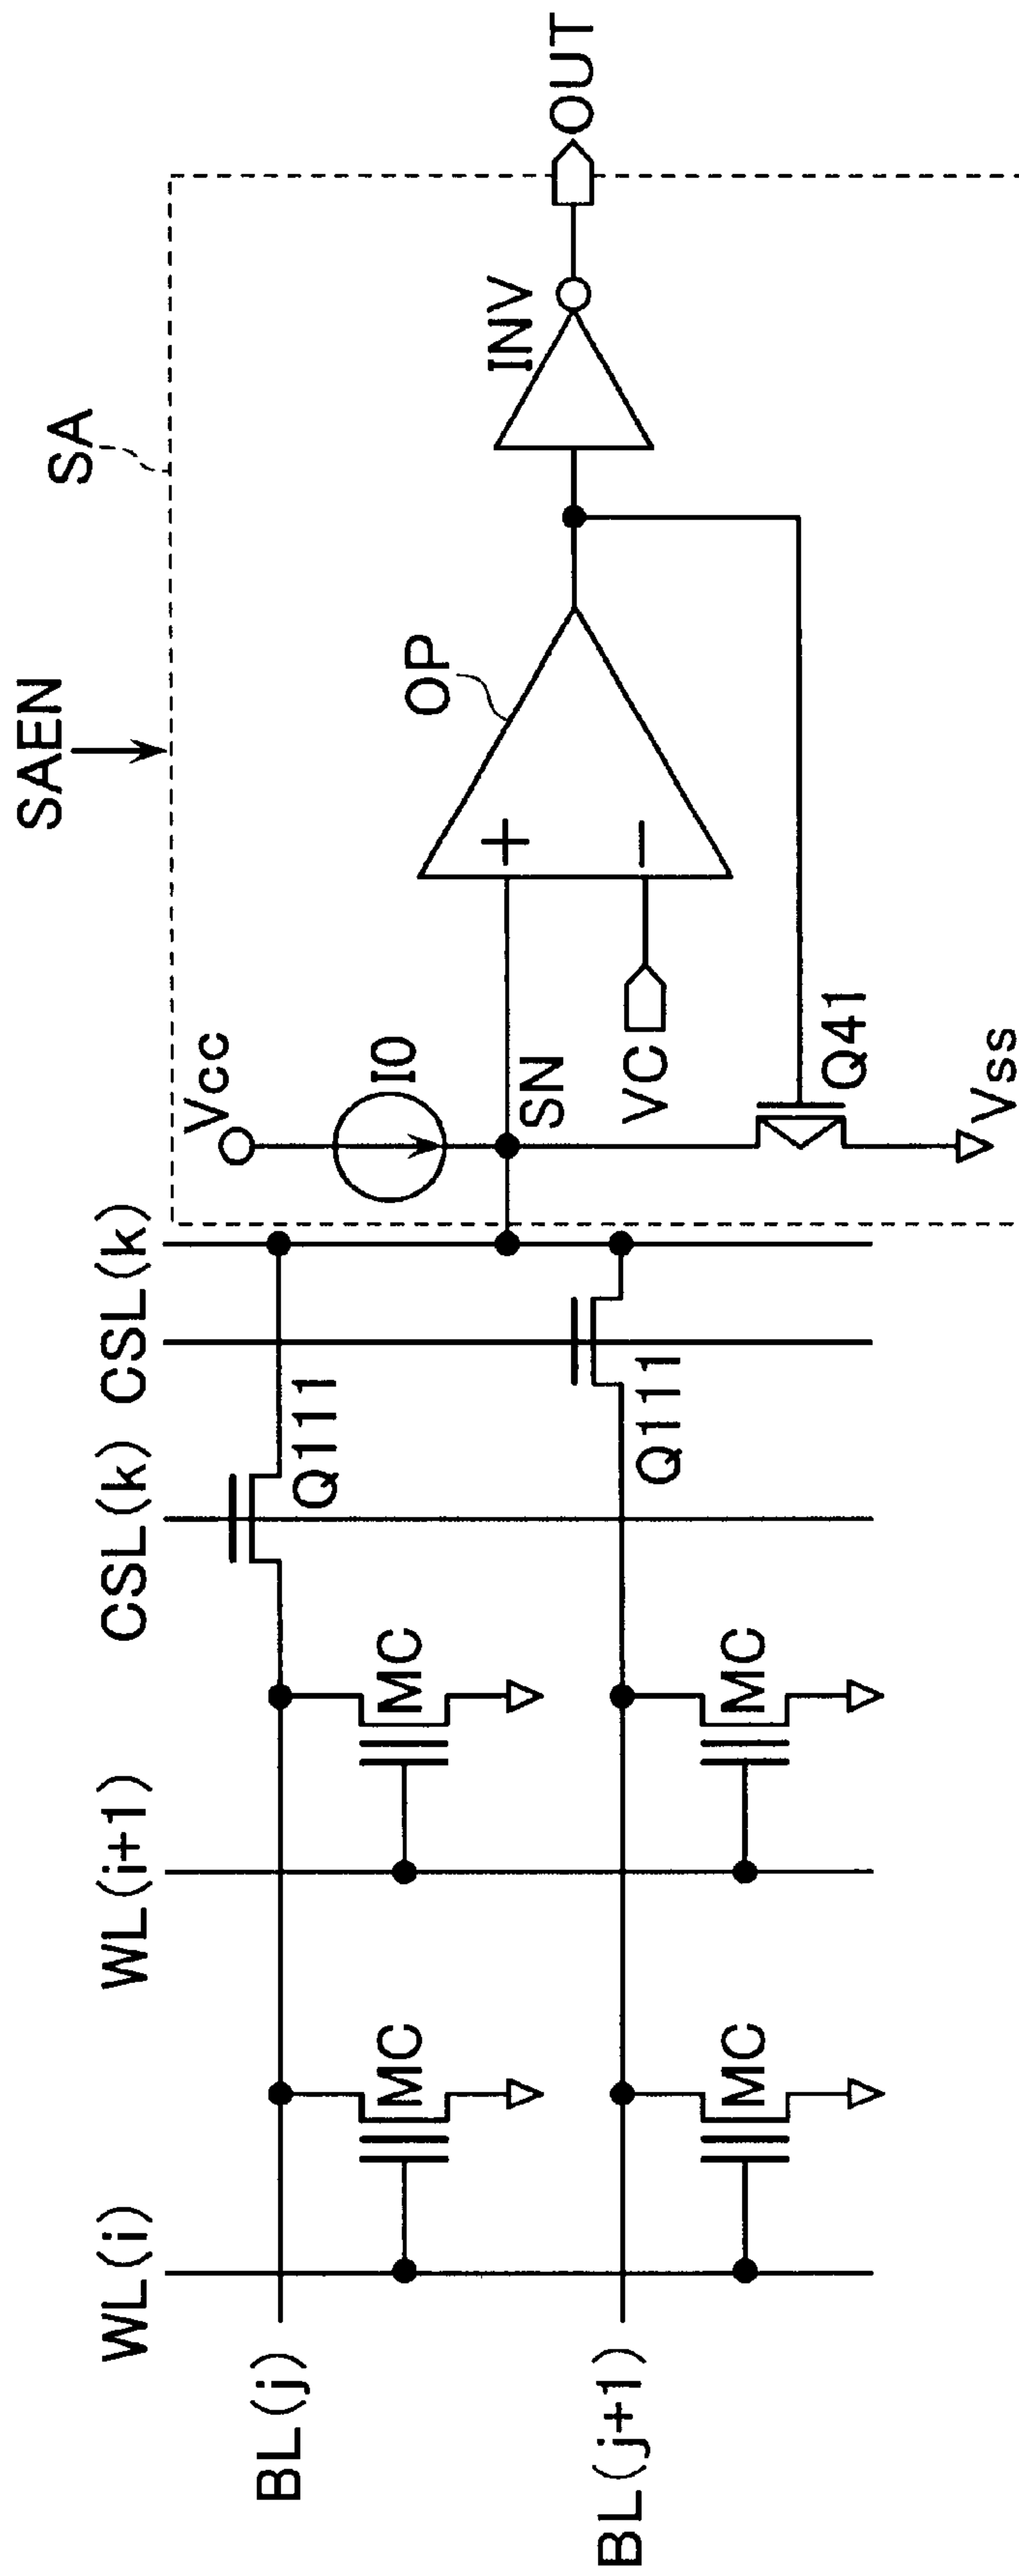 SAEN
SA
WL(i)
WL(i+1)
CSL(k)
CSL(k)
Vcc
I0
OP
INV
OUT
BL(j)
MC
MC
Q111
SN
VC
BL(j+1)
MC
MC
Q111
Q41
Vss